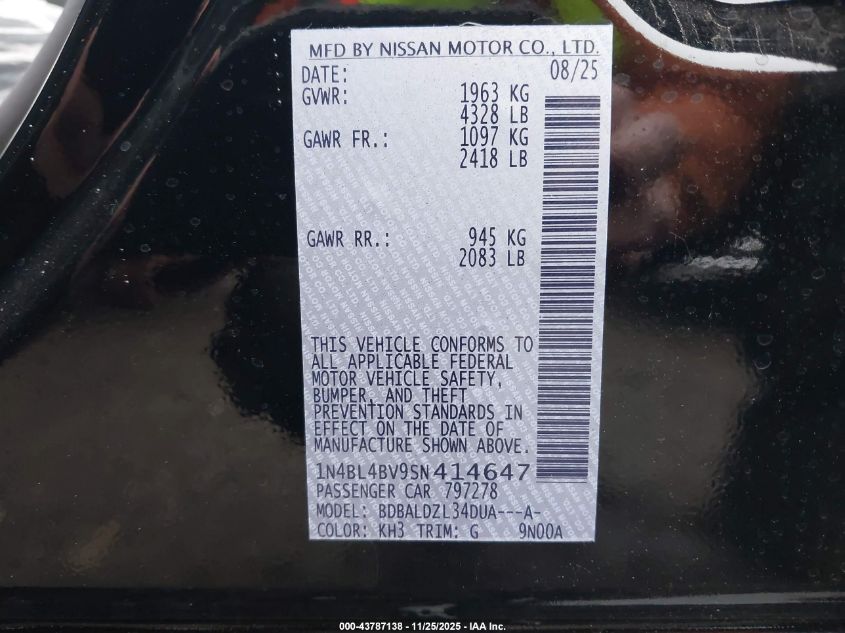 MFD BY NISSAN MOTOR CO., LTD.
DATE: 08/25
GVWR: 1963 KG
4328 LB
GAWR FR.: 1097 KG
2418 LB
GAWR RR.: 945 KG
2083 LB
THIS VEHICLE CONFORMS TO
ALL APPLICABLE FEDERAL
MOTOR VEHICLE SAFETY,
BUMPER, AND THEFT
PREVENTION STANDARDS IN
EFFECT ON THE DATE OF
MANUFACTURE SHOWN ABOVE.
1N4BL4BV9SN414647
PASSENGER CAR 797278
MODEL: BDBALDZL34DUA---A-
COLOR: KH3 TRIM: G 9N00A
000-43787138 - 11/25/2025 - IAA Inc.